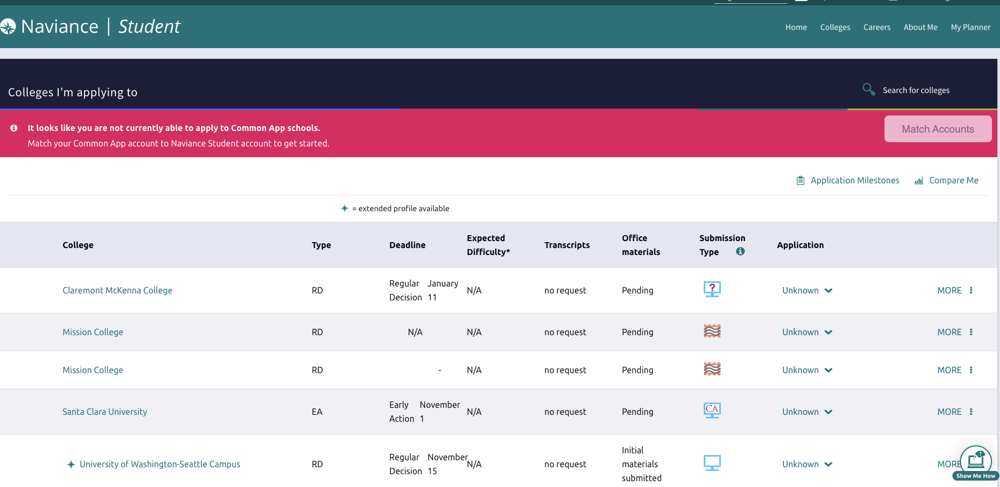 Naviance | Student
Home Colleges Careers About Me My Planner
Colleges I'm applying to
Search for colleges
It looks like you are not currently able to apply to Common App schools.
Match your Common App account to Naviance Student account to get started.
Match Accounts
Application Milestones Compare Me
= extended profile available
College Type Deadline Expected Difficulty* Transcripts Office materials Submission Type Application
Claremont McKenna College RD Regular Decision January 11 N/A no request Pending ? Unknown MORE
Mission College RD N/A N/A no request Pending Unknown MORE
Mission College RD - N/A no request Pending Unknown MORE
Santa Clara University EA Early Action November 1 N/A no request Pending CA Unknown MORE
University of Washington-Seattle Campus RD Regular Decision November 15 N/A no request Initial materials submitted Unknown MORE
Show Me How